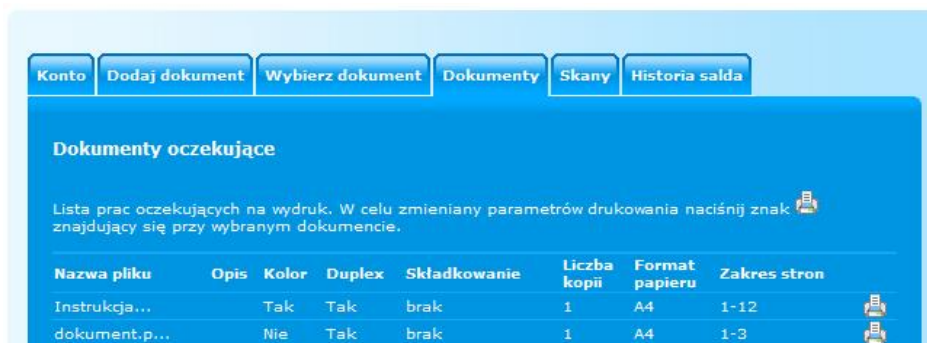 Konto Dodaj dokument Wybierz dokument Dokumenty Skany Historia salda
Dokumenty oczekujące
Lista prac oczekujących na wydruk. W celu zmieniany parametrów drukowania naciśnij znak
znajdujący się przy wybranym dokumencie.
Nazwa pliku Opis Kolor Duplex Składkowanie Liczba kopii Format papieru Zakres stron
Instrukcja... Tak Tak brak 1 A4 1-12
dokument.p... Nie Tak brak 1 A4 1-3